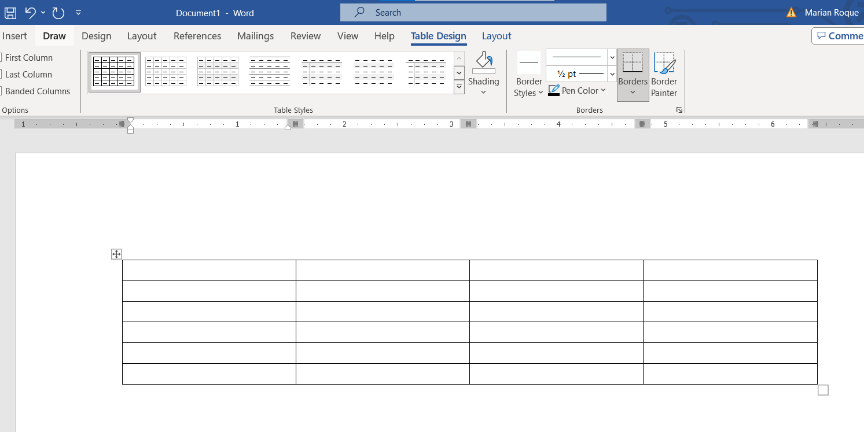 Document1 - Word
Search
Marian Roque
Insert Draw Design Layout References Mailings Review View Help Table Design Layout
Comme
First Column
Last Column
Banded Columns
Options
Table Styles
Shading
Border Styles
½ pt
Pen Color
Borders
Border Painter
Borders
1 1 2 3 4 5 6